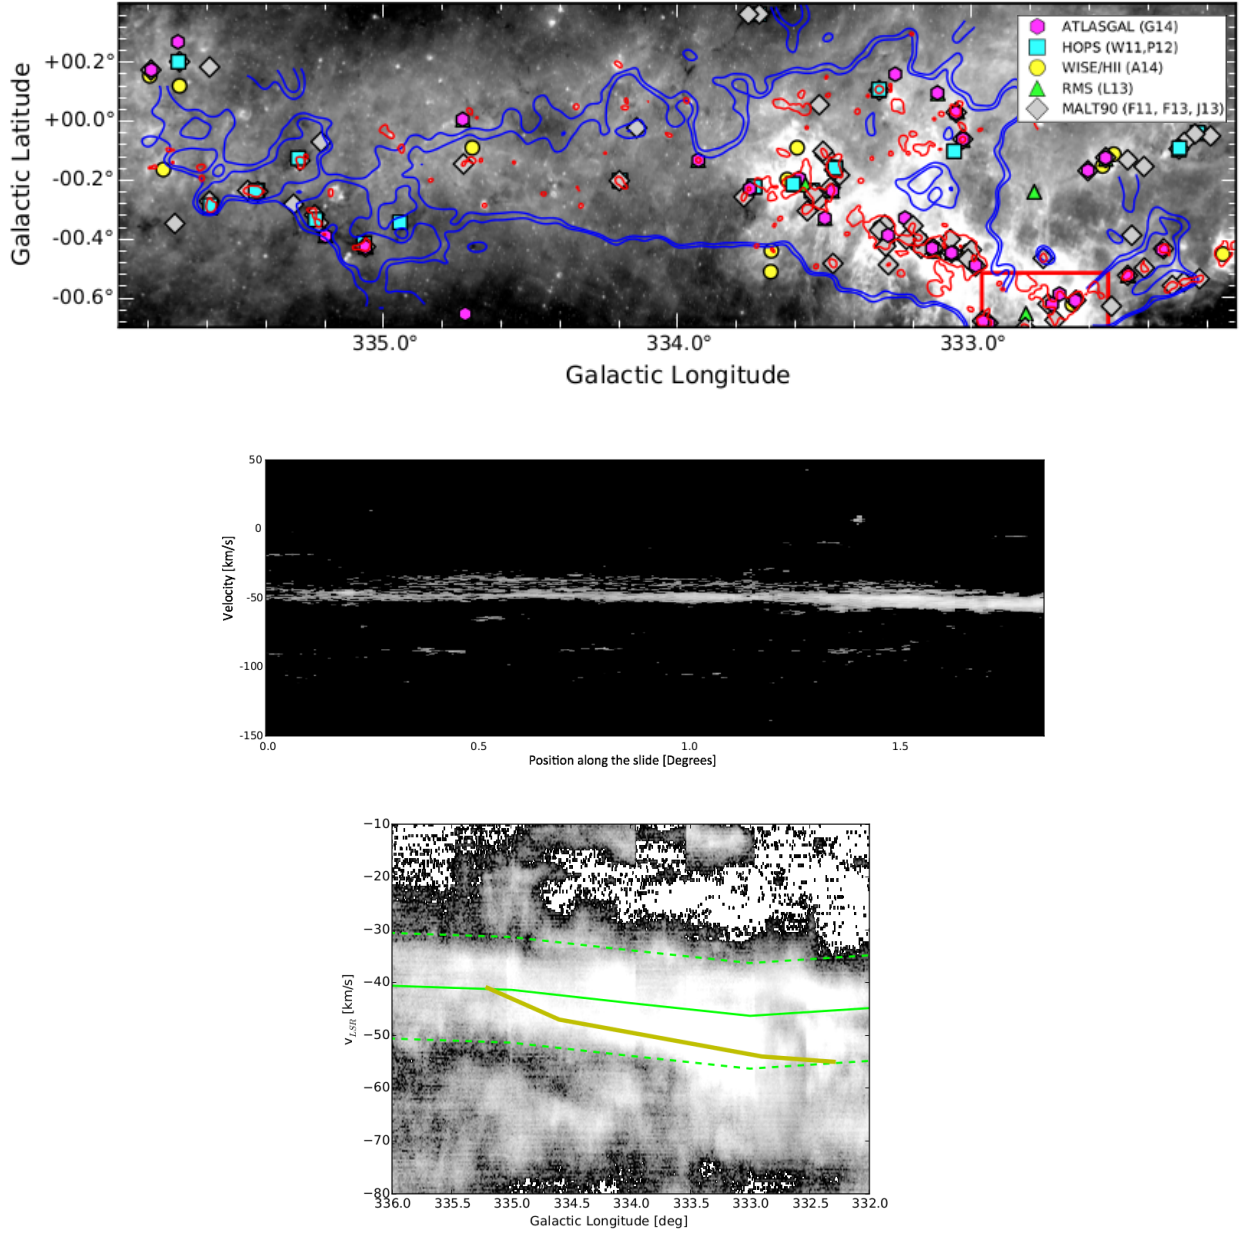 ATLASGAL (G14)
HOPS (W11,P12)
WISE/HII (A14)
RMS (L13)
MALT90 (F11, F13, J13)
Galactic Latitude
+00.2°
+00.0°
-00.2°
-00.4°
-00.6°
335.0° 334.0° 333.0°
Galactic Longitude
Velocity [km/s]
50
0
-50
-100
-150
0.0 0.5 1.0 1.5
Position along the slide [Degrees]
v_LSR [km/s]
−10
−20
−30
−40
−50
−60
−70
−80
336.0 335.5 335.0 334.5 334.0 333.5 333.0 332.5 332.0
Galactic Longitude [deg]